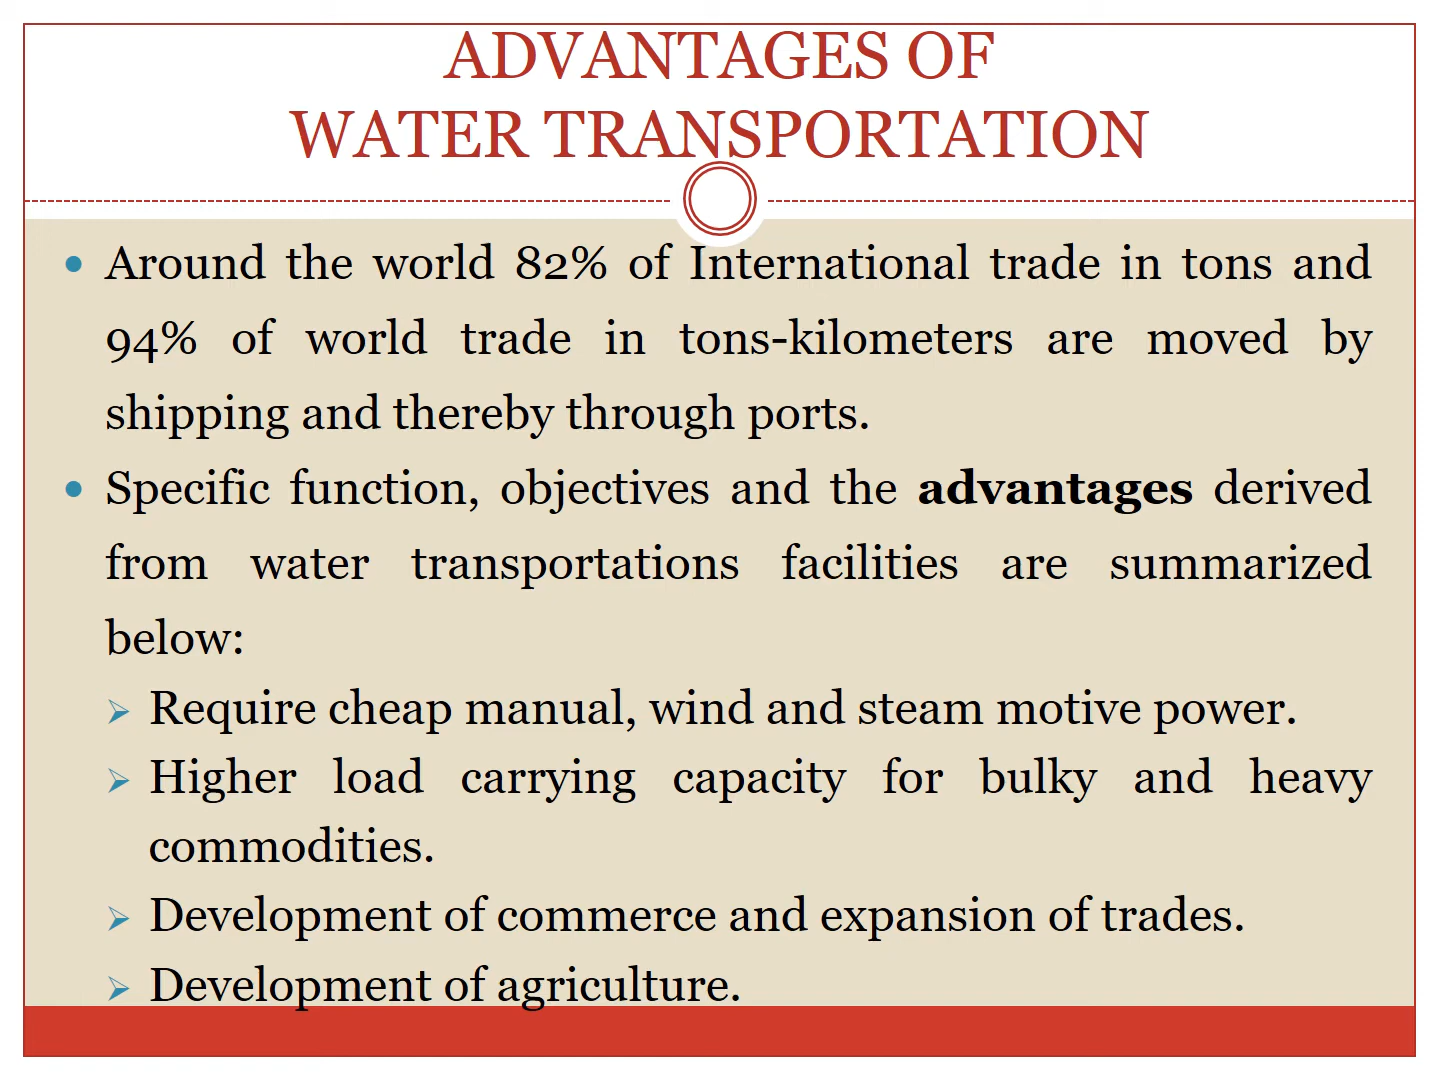 ADVANTAGES OF
WATER TRANSPORTATION
• Around the world 82% of International trade in tons and
94% of world trade in tons-kilometers are moved by
shipping and thereby through ports.
• Specific function, objectives and the advantages derived
from water transportations facilities are summarized
below:
➢ Require cheap manual, wind and steam motive power.
➢ Higher load carrying capacity for bulky and heavy
commodities.
➢ Development of commerce and expansion of trades.
➢ Development of agriculture.